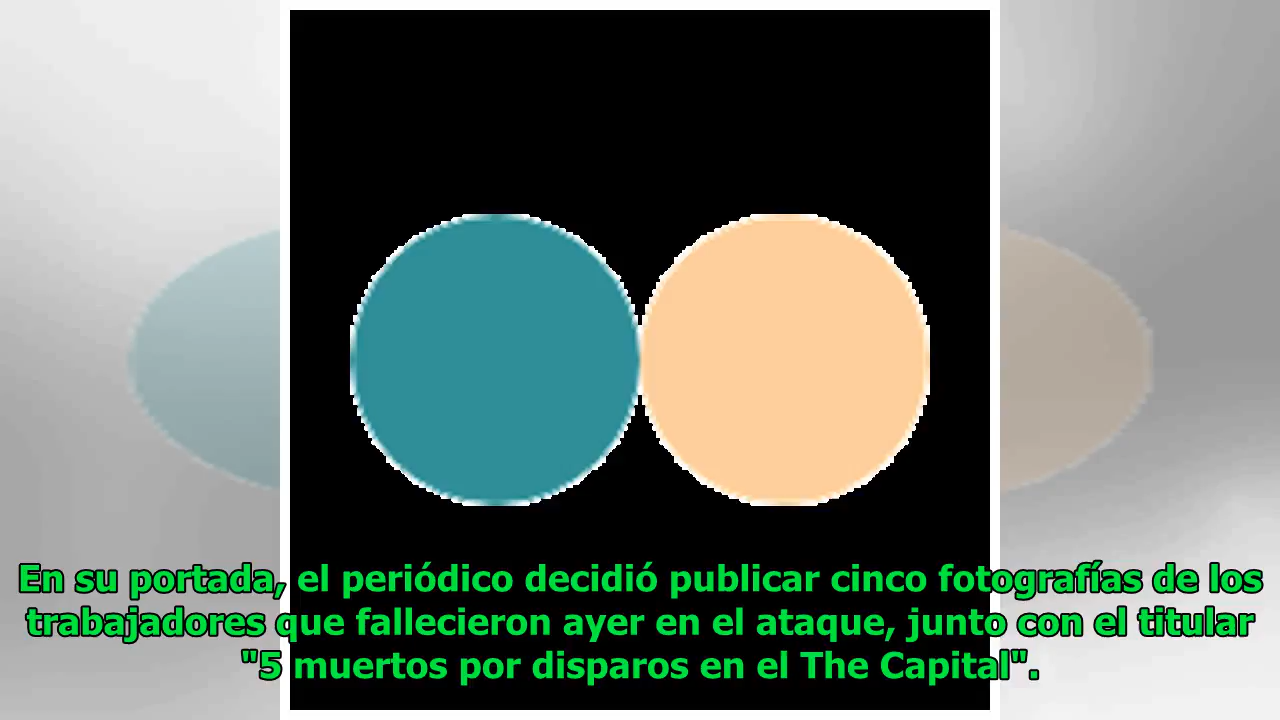 En su portada, el periódico decidió publicar cinco fotografías de los
trabajadores que fallecieron ayer en el ataque, junto con el titular
"5 muertos por disparos en el The Capital".